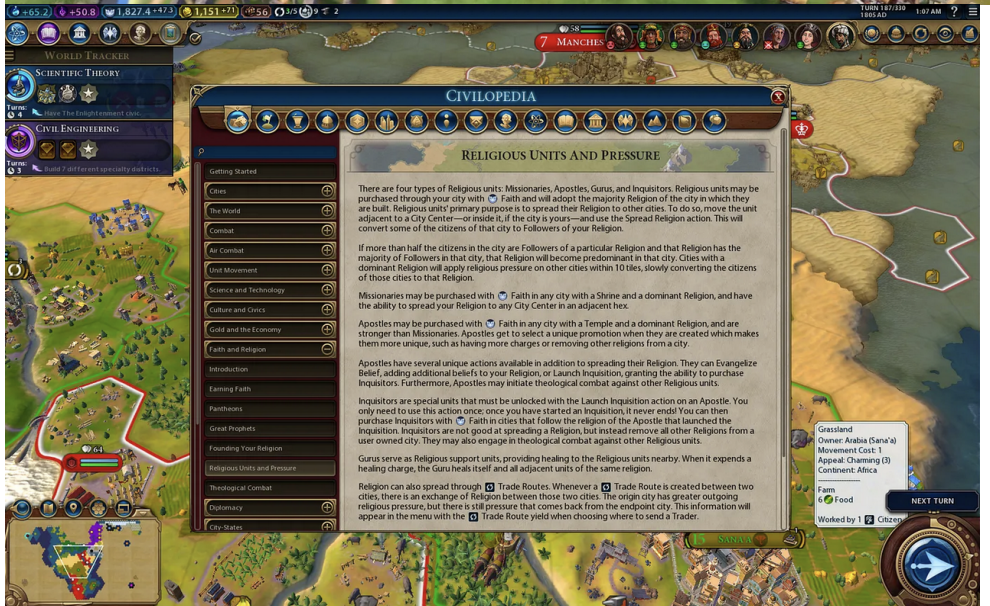 +65.2 +50.8 1,827.4 +47.3 1,151 +71 56 3/5 9 2
TURN 187/330
1805AD
1:07 AM ?
WORLD TRACKER
SCIENTIFIC THEORY
Turns:
4
Have The Enlightenment civic.
CIVIL ENGINEERING
Turns:
3
Build 7 different specialty districts.
58
7 MANCHES
CIVILOPEDIA
Getting Started
Cities
The World
Combat
Air Combat
Unit Movement
Science and Technology
Culture and Civics
Gold and the Economy
Faith and Religion
Introduction
Earning Faith
Pantheons
Great Prophets
Founding Your Religion
Religious Units and Pressure
Theological Combat
Diplomacy
City-States
RELIGIOUS UNITS AND PRESSURE
There are four types of Religious units: Missionaries, Apostles, Gurus, and Inquisitors. Religious units may be
purchased through your city with Faith and will adopt the majority Religion of the city in which they
are built. Religious units' primary purpose is to spread their Religion to other cities. To do so, move the unit
adjacent to a City Center—or inside it, if the city is yours—and use the Spread Religion action. This will
convert some of the citizens of that city to Followers of your Religion.
If more than half the citizens in the city are Followers of a particular Religion and that Religion has the
majority of Followers in that city, that Religion will become predominant in that city. Cities with a
dominant Religion will apply religious pressure on other cities within 10 tiles, slowly converting the citizens
of those cities to that Religion.
Missionaries may be purchased with Faith in any city with a Shrine and a dominant Religion, and have
the ability to spread your Religion to any City Center in an adjacent hex.
Apostles may be purchased with Faith in any city with a Temple and a dominant Religion, and are
stronger than Missionaries. Apostles get to select a unique promotion when they are created which makes
them more unique, such as having more charges or removing other religions from a city.
Apostles have several unique actions available in addition to spreading their Religion. They can Evangelize
Belief, adding additional beliefs to your Religion, or Launch Inquisition, granting the ability to purchase
Inquisitors. Furthermore, Apostles may initiate theological combat against other Religious units.
Inquisitors are special units that must be unlocked with the Launch Inquisition action on an Apostle. You
only need to use this action once; once you have started an Inquisition, it never ends! You can then
purchase Inquisitors with Faith in cities that follow the religion of the Apostle that launched the
Inquisition. Inquisitors are not good at spreading a Religion, but instead remove all other Religions from a
user owned city. They may also engage in theological combat against other Religious units.
Gurus serve as Religious support units, providing healing to the Religious units nearby. When it expends a
healing charge, the Guru heals itself and all adjacent units of the same religion.
Religion can also spread through Trade Routes. Whenever a Trade Route is created between two
cities, there is an exchange of Religion between those two cities. The origin city has greater outgoing
religious pressure, but there is still pressure that comes back from the endpoint city. This information will
appear in the menu with the Trade Route yield when choosing where to send a Trader.
64
Grassland
Owner: Arabia (Sana'a)
Movement Cost: 1
Appeal: Charming (3)
Continent: Africa
--------------
Farm
6 Food
Worked by 1 Citizen
NEXT TURN
15 SANA'A